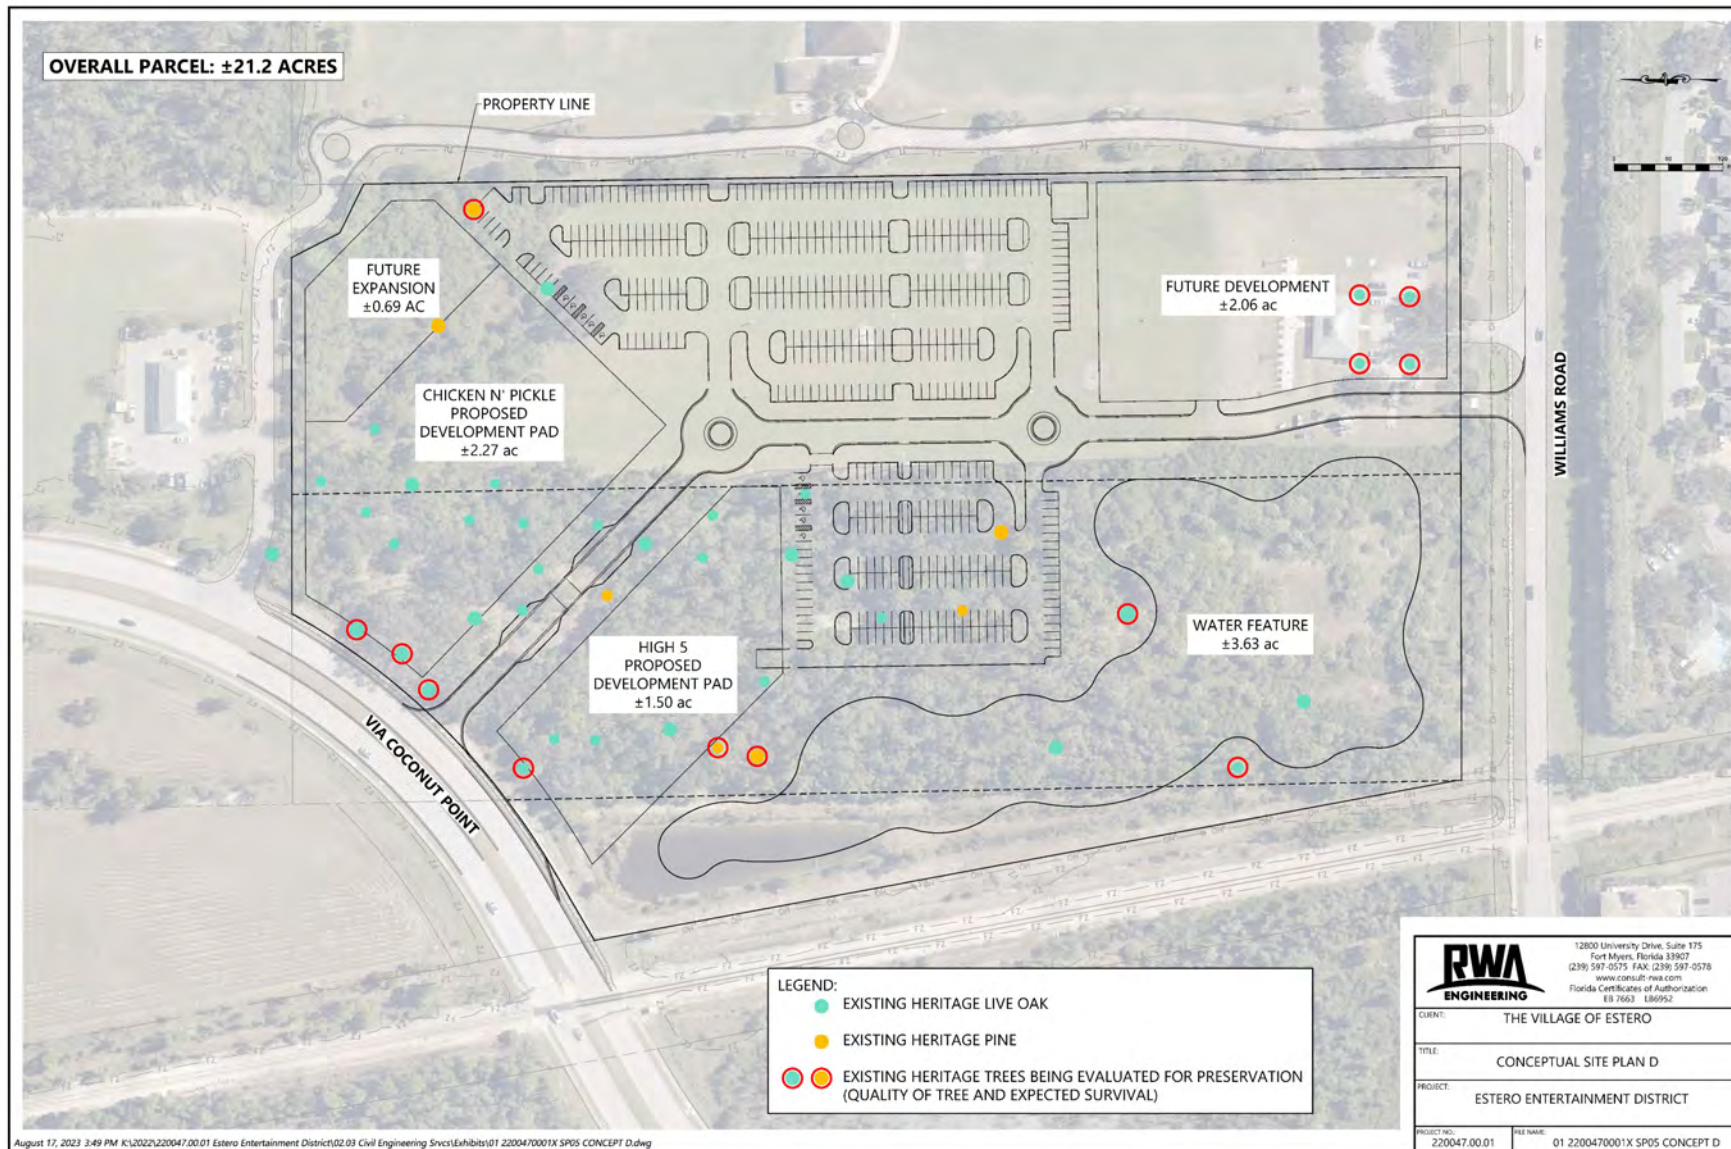 OVERALL PARCEL: ±21.2 ACRES
PROPERTY LINE
FUTURE
EXPANSION
±0.69 AC
CHICKEN N' PICKLE
PROPOSED
DEVELOPMENT PAD
±2.27 ac
FUTURE DEVELOPMENT
±2.06 ac
WILLIAMS ROAD
HIGH 5
PROPOSED
DEVELOPMENT PAD
±1.50 ac
WATER FEATURE
±3.63 ac
VIA COCONUT POINT
LEGEND:
EXISTING HERITAGE LIVE OAK
EXISTING HERITAGE PINE
EXISTING HERITAGE TREES BEING EVALUATED FOR PRESERVATION
(QUALITY OF TREE AND EXPECTED SURVIVAL)
RWA
ENGINEERING
12800 University Drive, Suite 175
Fort Myers, Florida 33907
(239) 597-0575 FAX: (239) 597-0578
www.consult-rwa.com
Florida Certificates of Authorization
EB 7663 LB6952
CLIENT:
THE VILLAGE OF ESTERO
TITLE:
CONCEPTUAL SITE PLAN D
PROJECT:
ESTERO ENTERTAINMENT DISTRICT
PROJECT NO.:
220047.00.01
FILE NAME:
01 2200470001X SP05 CONCEPT D
August 17, 2023 3:49 PM K:\2022\220047.00.01 Estero Entertainment District\02.03 Civil Engineering Srvcs\Exhibits\01 2200470001X SP05 CONCEPT D.dwg